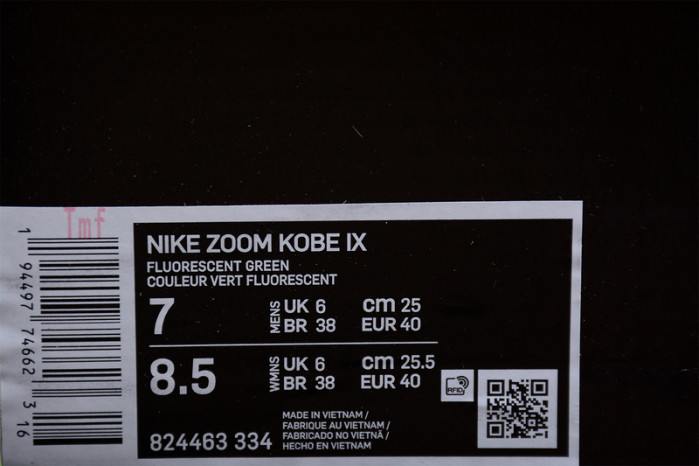 Tmf
1 94497 74662 3 16
NIKE ZOOM KOBE IX
FLUORESCENT GREEN
COULEUR VERT FLUORESCENT
7 MENS UK 6 cm 25
BR 38 EUR 40
8.5 WMNS UK 6 cm 25.5
BR 38 EUR 40
RFID
824463 334
MADE IN VIETNAM /
FABRIQUE AU VIETNAM /
FABRICADO NO VIETNÃ /
HECHO EN VIETNAM